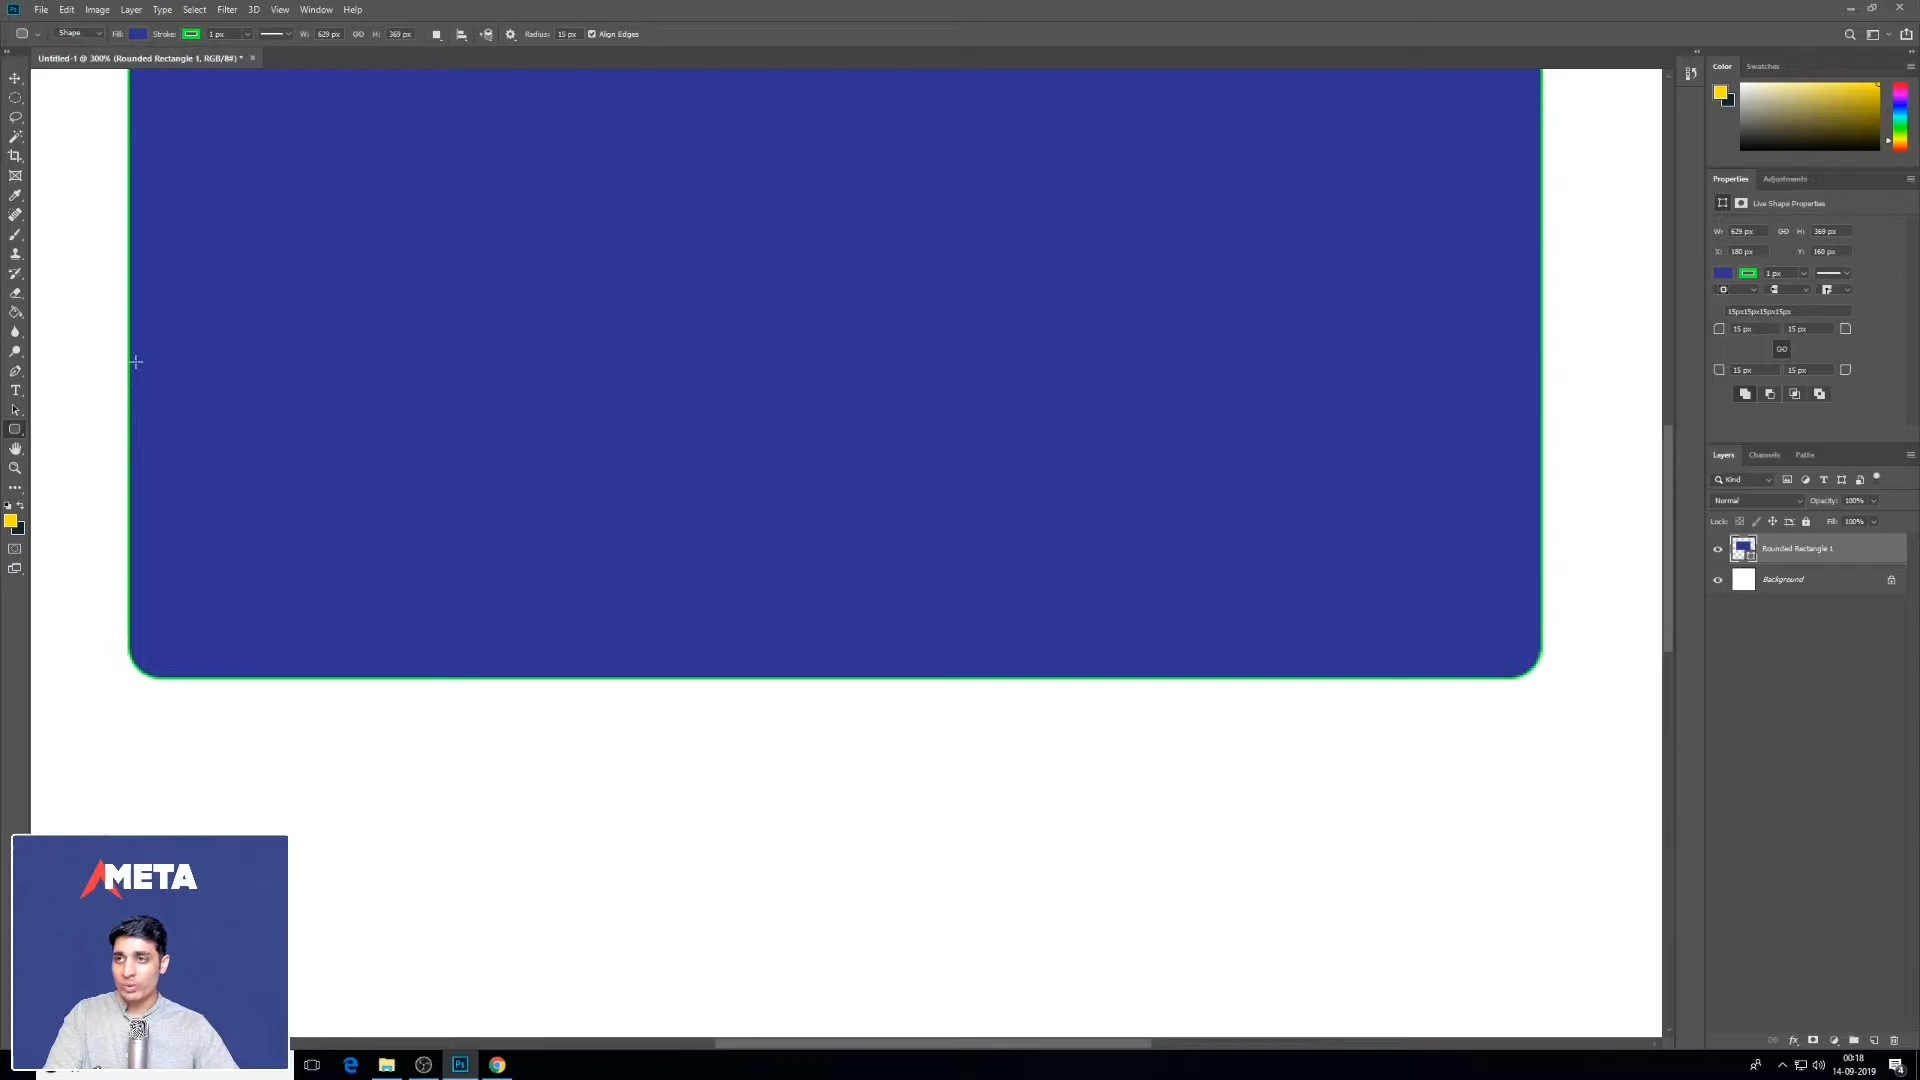 Ps File Edit Image Layer Type Select Filter 3D View Window Help
Shape Fill: Stroke: 1 px W: 629 px H: 369 px Radius: 15 px Align Edges
Untitled-1 @ 300% (Rounded Rectangle 1, RGB/8#) * ×
Color Swatches
Properties Adjustments
Live Shape Properties
W: 629 px H: 369 px
X: 180 px Y: 160 px
1 px
15px15px15px15px
15 px 15 px
15 px 15 px
Layers Channels Paths
Kind
Normal Opacity: 100%
Lock: Fill: 100%
Rounded Rectangle 1
Background
META
Ps
00:18
14-09-2019
4